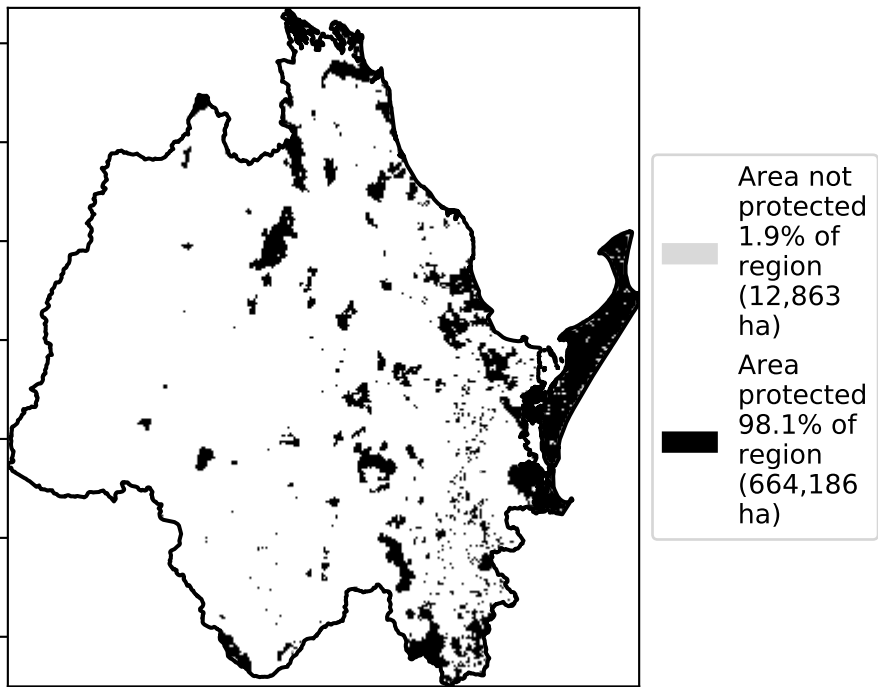 Area not
protected
1.9% of
region
(12,863
ha)
Area
protected
98.1% of
region
(664,186
ha)